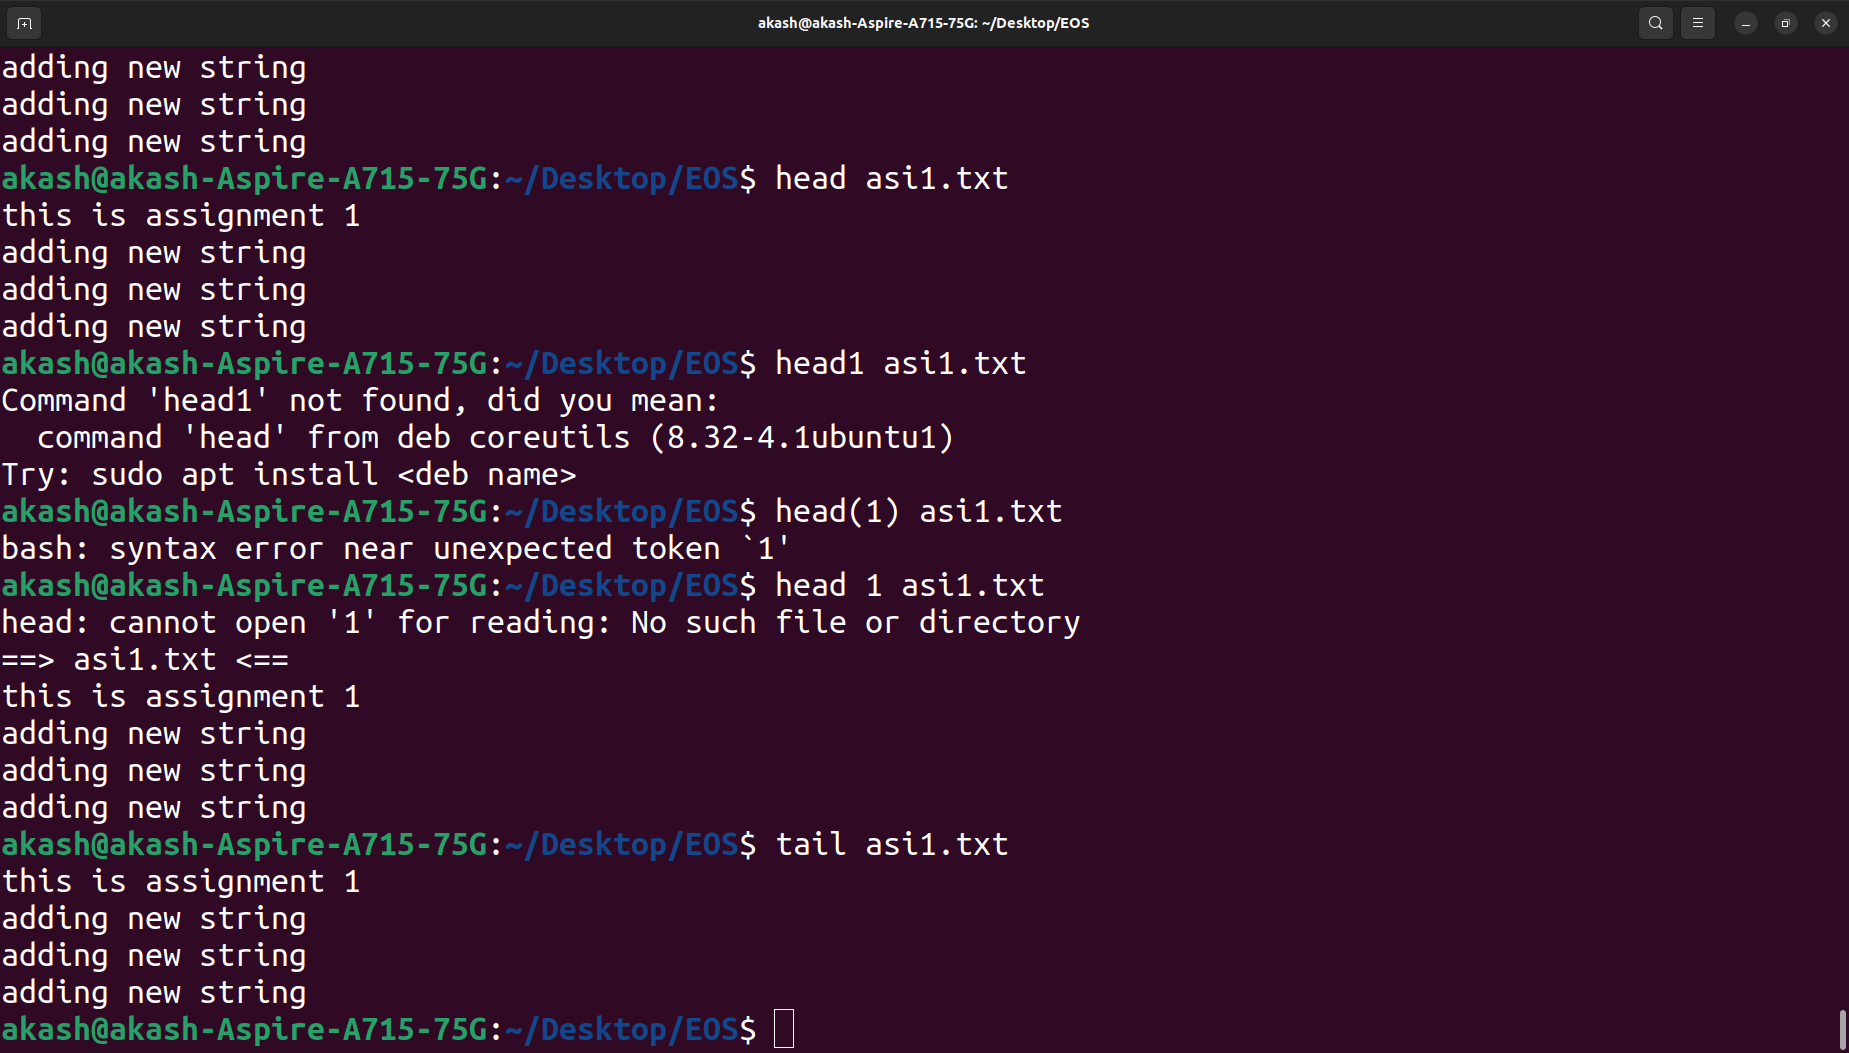 akash@akash-Aspire-A715-75G: ~/Desktop/EOS
adding new string
adding new string
adding new string
akash@akash-Aspire-A715-75G:~/Desktop/EOS$ head asi1.txt
this is assignment 1
adding new string
adding new string
adding new string
akash@akash-Aspire-A715-75G:~/Desktop/EOS$ head1 asi1.txt
Command 'head1' not found, did you mean:
  command 'head' from deb coreutils (8.32-4.1ubuntu1)
Try: sudo apt install <deb name>
akash@akash-Aspire-A715-75G:~/Desktop/EOS$ head(1) asi1.txt
bash: syntax error near unexpected token `1'
akash@akash-Aspire-A715-75G:~/Desktop/EOS$ head 1 asi1.txt
head: cannot open '1' for reading: No such file or directory
==> asi1.txt <==
this is assignment 1
adding new string
adding new string
adding new string
akash@akash-Aspire-A715-75G:~/Desktop/EOS$ tail asi1.txt
this is assignment 1
adding new string
adding new string
adding new string
akash@akash-Aspire-A715-75G:~/Desktop/EOS$